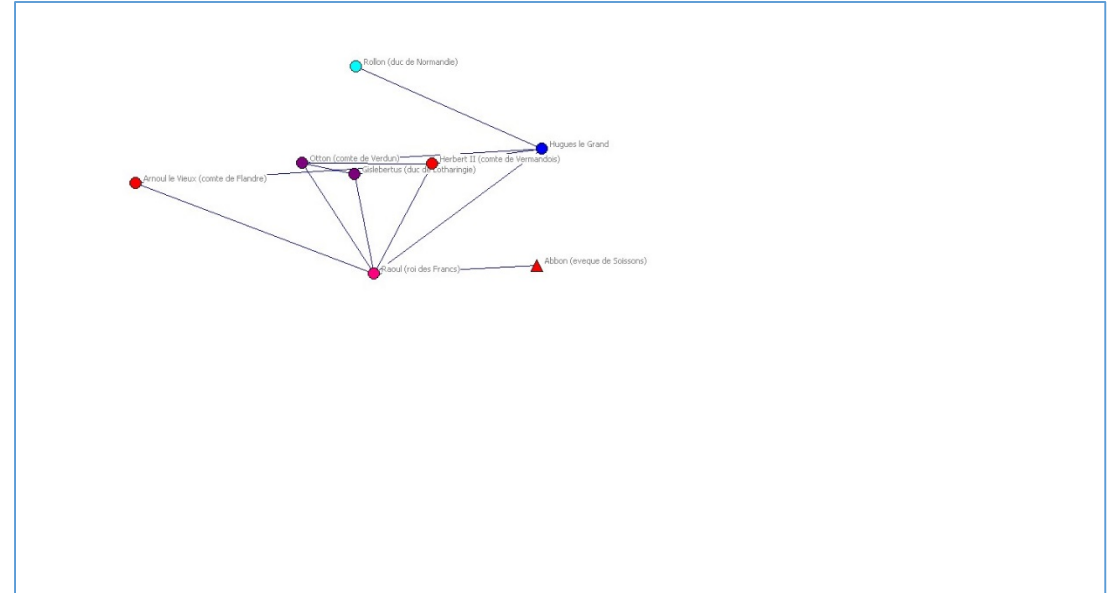 Rollon (duc de Normandie)
Hugues le Grand
Otton (comte de Verdun)
Herbert II (comte de Vermandois)
Gislebertus (duc de Lotharingie)
Arnoul le Vieux (comte de Flandre)
Abbon (eveque de Soissons)
Raoul (roi des Francs)